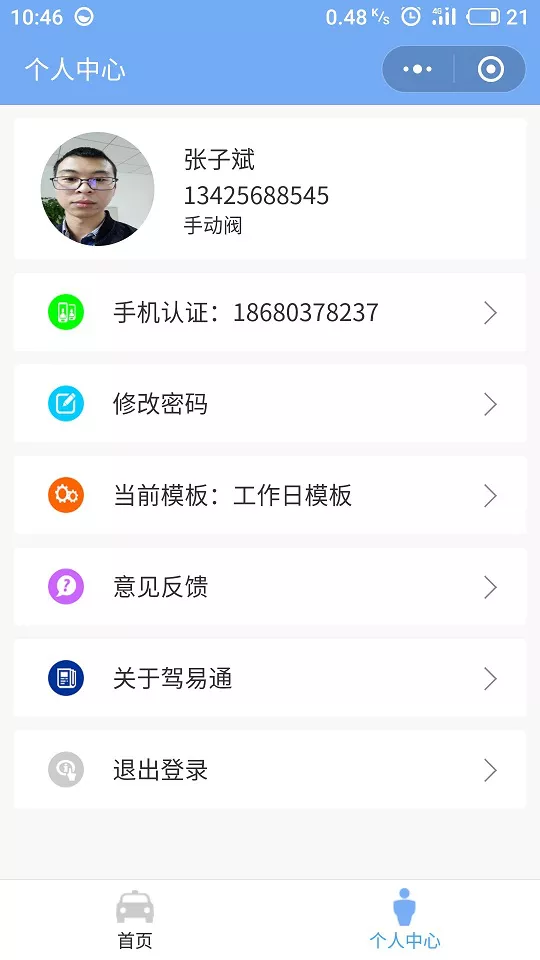 10:46 0.48 K/s 4G 21
个人中心
张子斌
13425688545
手动阀
手机认证：18680378237
修改密码
当前模板：工作日模板
意见反馈
关于驾易通
退出登录
首页 个人中心